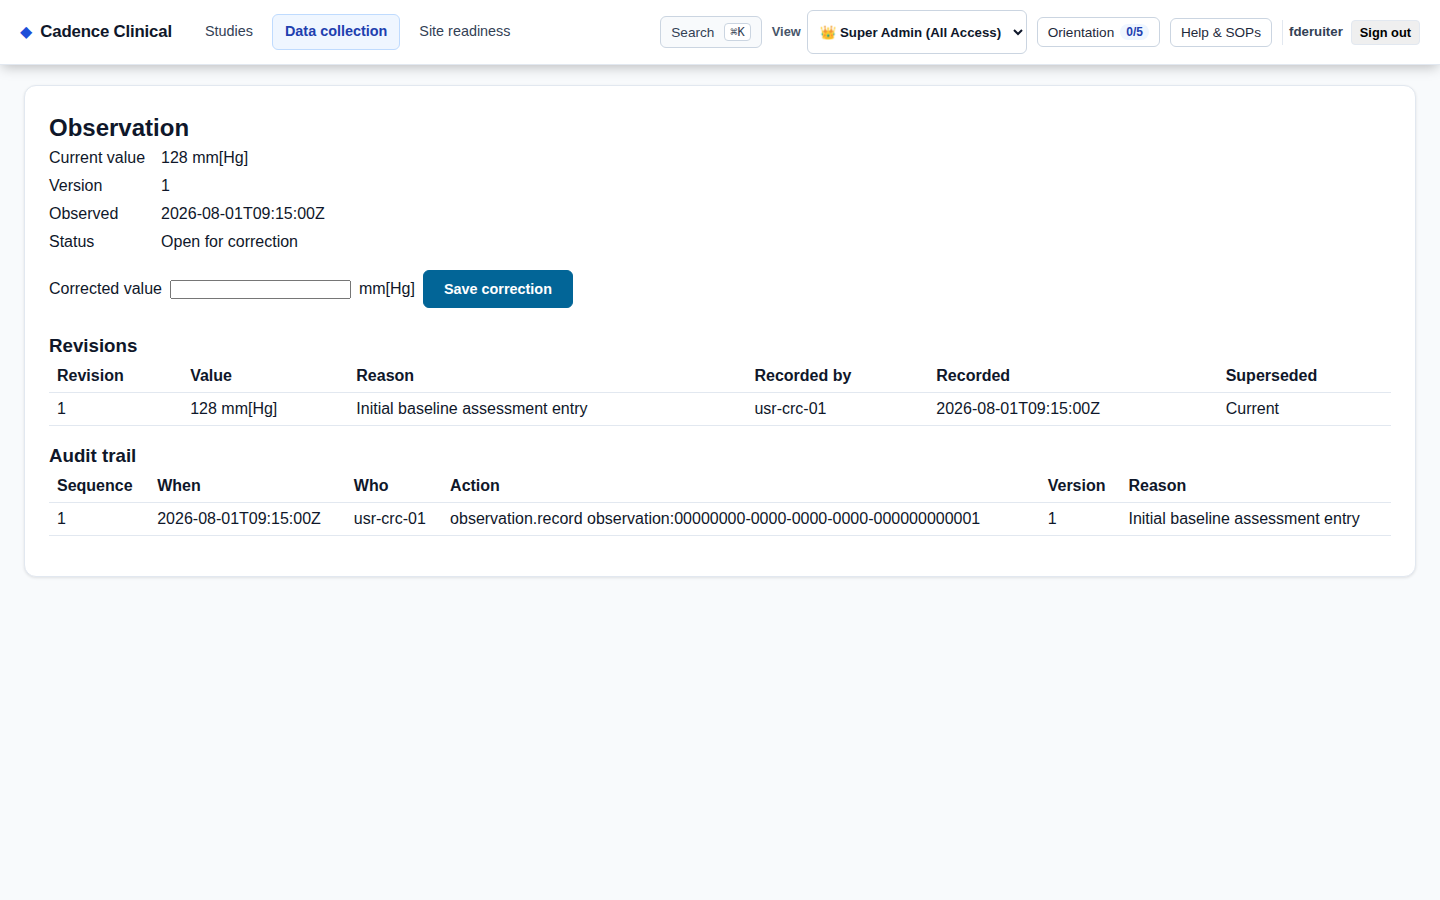 Cadence Clinical Studies Data collection Site readiness Search ⌘K View 👑 Super Admin (All Access) Orientation 0/5 Help & SOPs fderuiter Sign out
Observation
Current value 128 mm[Hg]
Version 1
Observed 2026-08-01T09:15:00Z
Status Open for correction
Corrected value mm[Hg] Save correction
Revisions
Revision Value Reason Recorded by Recorded Superseded
1 128 mm[Hg] Initial baseline assessment entry usr-crc-01 2026-08-01T09:15:00Z Current
Audit trail
Sequence When Who Action Version Reason
1 2026-08-01T09:15:00Z usr-crc-01 observation.record observation:00000000-0000-0000-0000-000000000001 1 Initial baseline assessment entry